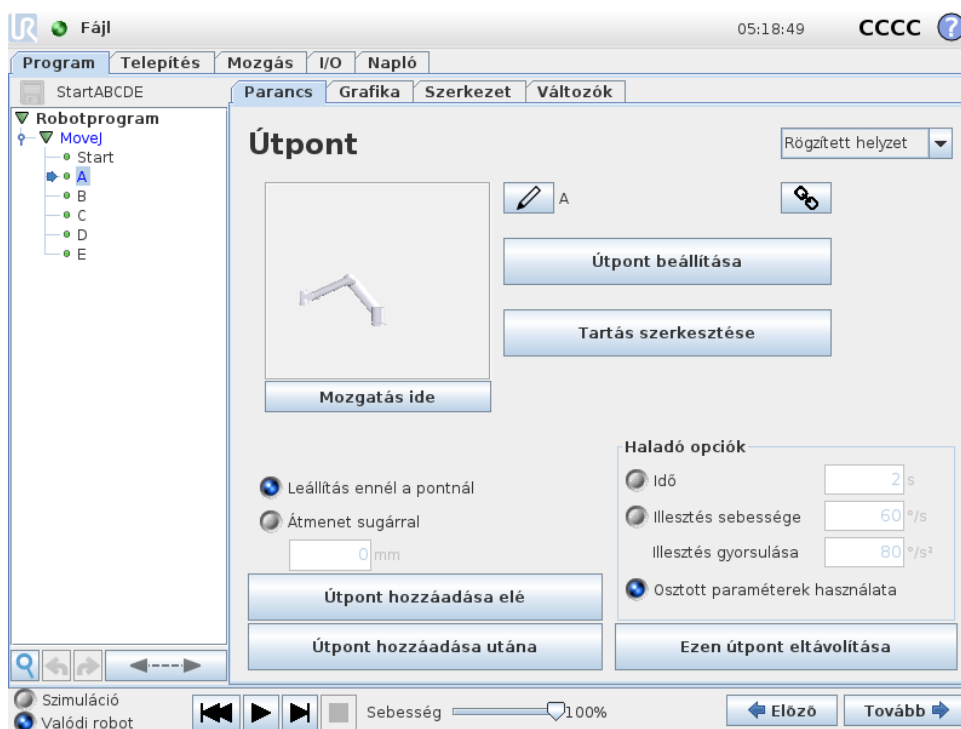 UR Fájl 05:18:49 CCCC ?
Program Telepítés Mozgás I/O Napló
StartABCDE
Parancs Grafika Szerkezet Változók
Robotprogram
MoveJ
Start
A
B
C
D
E
Útpont
Rögzített helyzet
A
Útpont beállítása
Tartás szerkesztése
Mozgatás ide
Leállítás ennél a pontnál
Átmenet sugárral
0 mm
Haladó opciók
Idő 2 s
Illesztés sebessége 60 °/s
Illesztés gyorsulása 80 °/s²
Osztott paraméterek használata
Útpont hozzáadása elé
Útpont hozzáadása utána
Ezen útpont eltávolítása
Szimuláció
Valódi robot
Sebesség 100%
Előző
Tovább